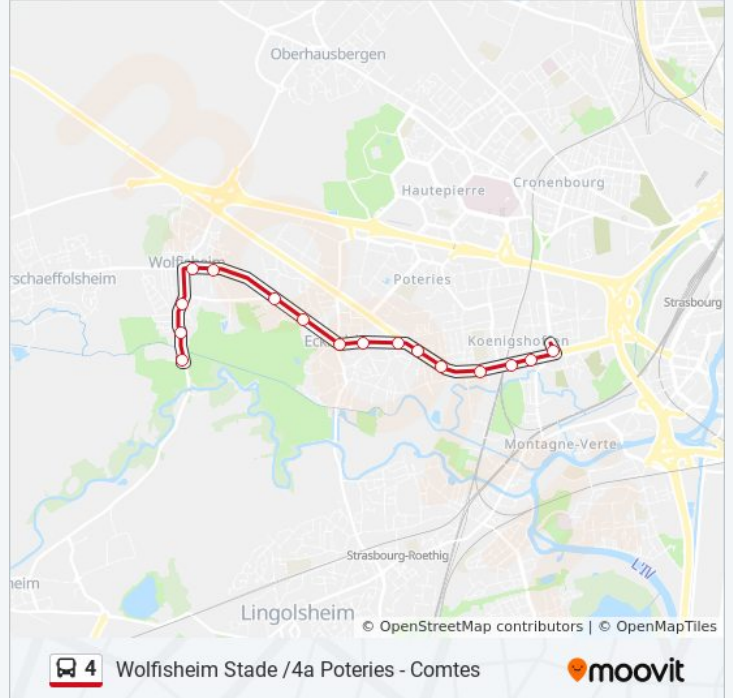 Oberhausbergen
Hautepierre
Cronenbourg
Wolfisheim
rschaeffolsheim
Poteries
Strasbourg
Koenigshoffen
Montagne-Verte
Strasbourg-Roethig
L'IV
heim
Lingolsheim
© OpenStreetMap contributors | © OpenMapTiles
4 Wolfisheim Stade /4a Poteries - Comtes
moovit